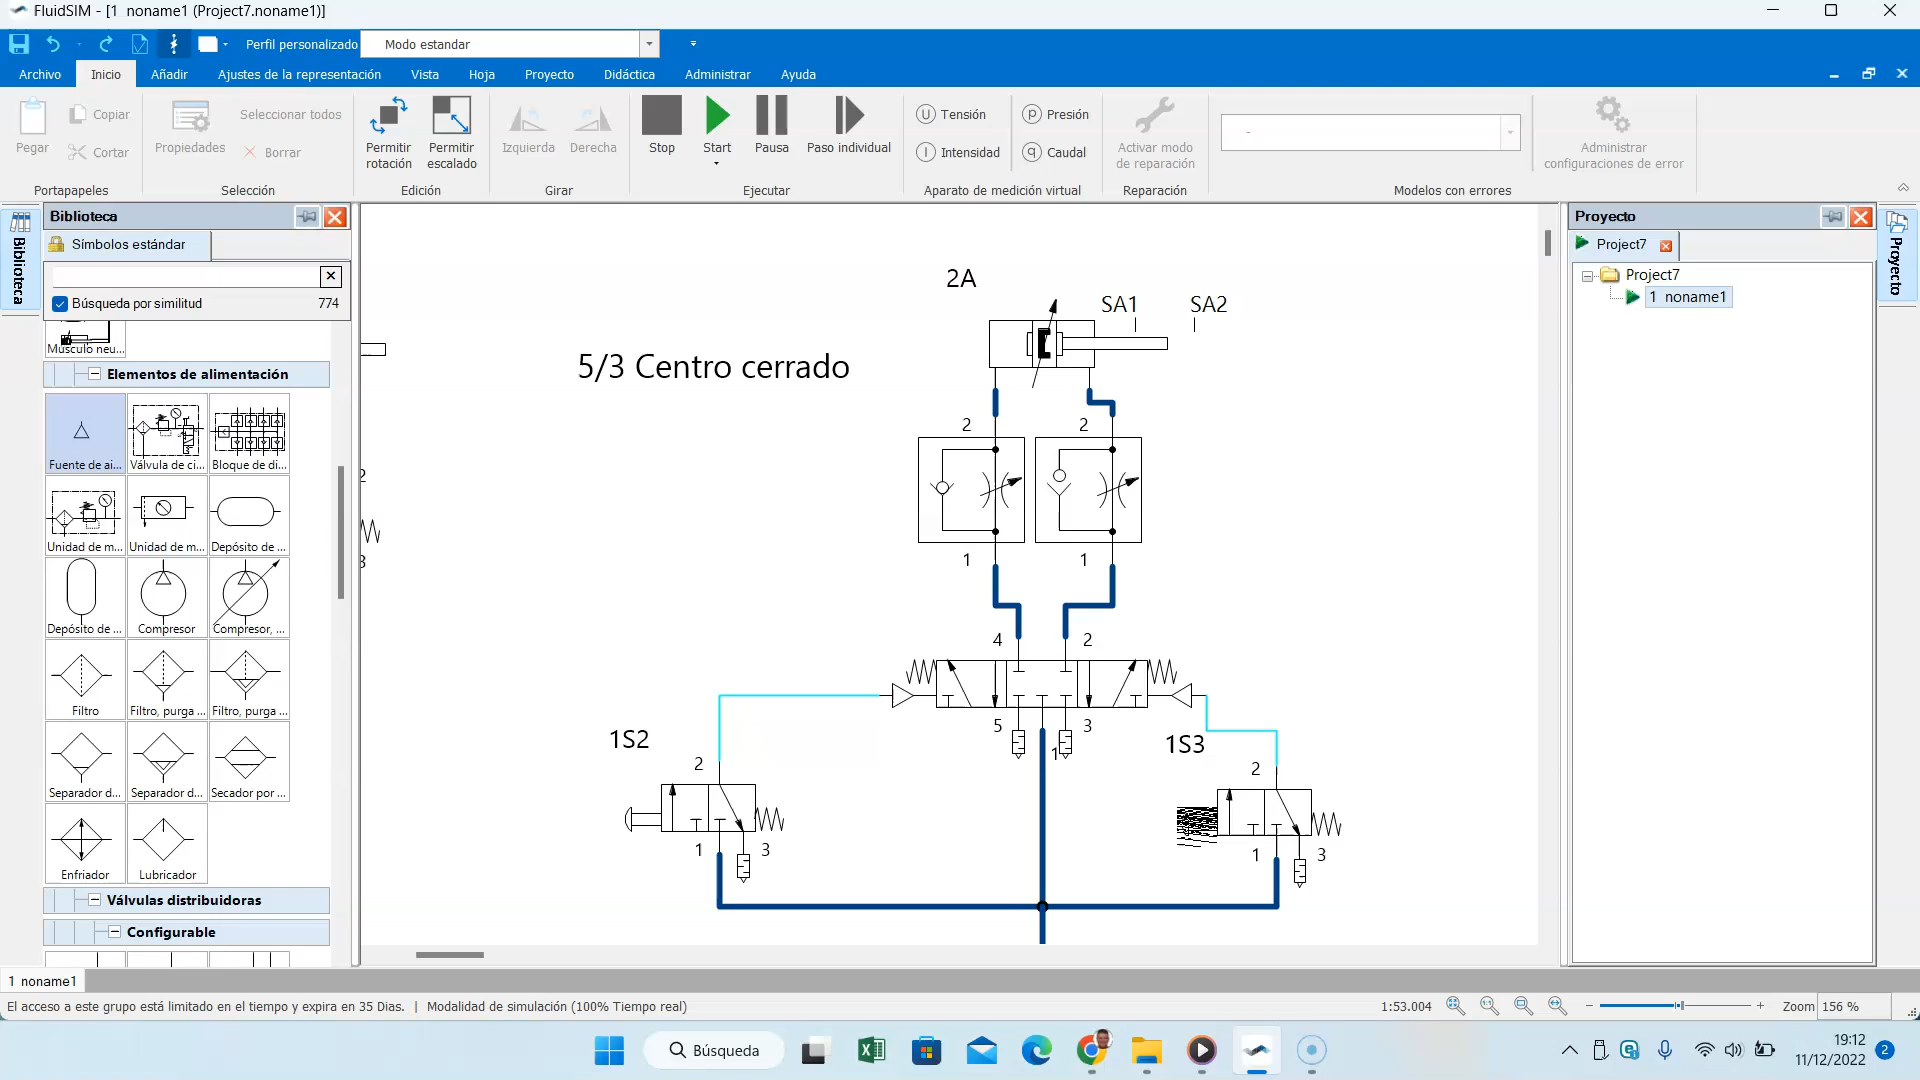 FluidSIM - [1  noname1 (Project7.noname1)]
Perfil personalizado Modo estandar
Archivo Inicio Añadir Ajustes de la representación Vista Hoja Proyecto Didáctica Administrar Ayuda
Pegar Copiar Cortar
Portapapeles
Propiedades Seleccionar todos Borrar
Selección
Permitir rotación
Permitir escalado
Edición
Izquierda Derecha
Girar
Stop Start Pausa Paso individual
Ejecutar
U Tensión P Presión
I Intensidad q Caudal
Aparato de medición virtual
Activar modo de reparación
Reparación
-
Administrar configuraciones de error
Modelos con errores
Biblioteca
Biblioteca
Símbolos estándar
Búsqueda por similitud 774
Músculo neu...
Elementos de alimentación
Fuente de ai... Válvula de ci... Bloque de di...
Unidad de m... Unidad de m... Depósito de ...
Depósito de ... Compresor Compresor, ...
Filtro Filtro, purga ... Filtro, purga ...
Separador d... Separador d... Secador por ...
Enfriador Lubricador
Válvulas distribuidoras
Configurable
2
3
2A
SA1 SA2
5/3 Centro cerrado
2 2
1 1
4 2
5 1 3
1S2
2
1 3
1S3
2
1 3
Proyecto
Project7
Project7
1  noname1
Proyecto
1  noname1
El acceso a este grupo está limitado en el tiempo y expira en 35 Dias. | Modalidad de simulación (100% Tiempo real)
1:53.004 1:1 Zoom 156 %
Búsqueda
19:12
11/12/2022
2